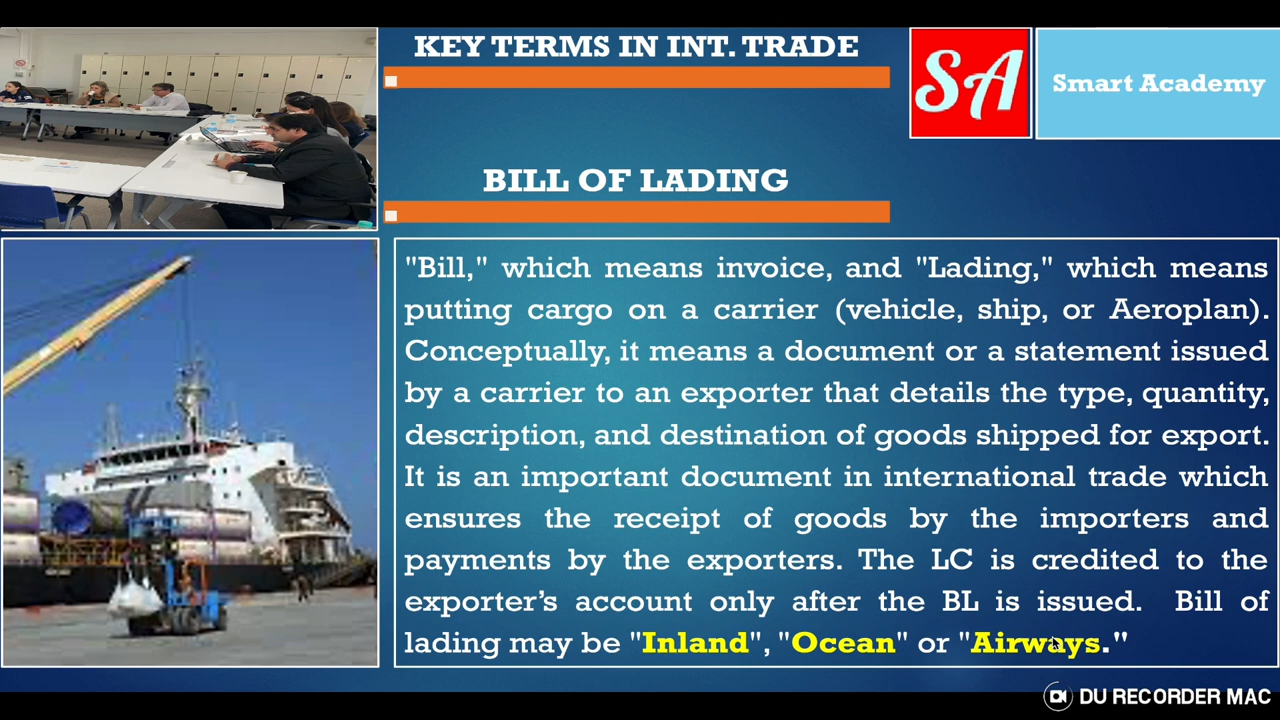 KEY TERMS IN INT. TRADE
SA
Smart Academy
BILL OF LADING
"Bill," which means invoice, and "Lading," which means
putting cargo on a carrier (vehicle, ship, or Aeroplan).
Conceptually, it means a document or a statement issued
by a carrier to an exporter that details the type, quantity,
description, and destination of goods shipped for export.
It is an important document in international trade which
ensures the receipt of goods by the importers and
payments by the exporters. The LC is credited to the
exporter’s account only after the BL is issued. Bill of
lading may be "Inland", "Ocean" or "Airways."
DU RECORDER MAC